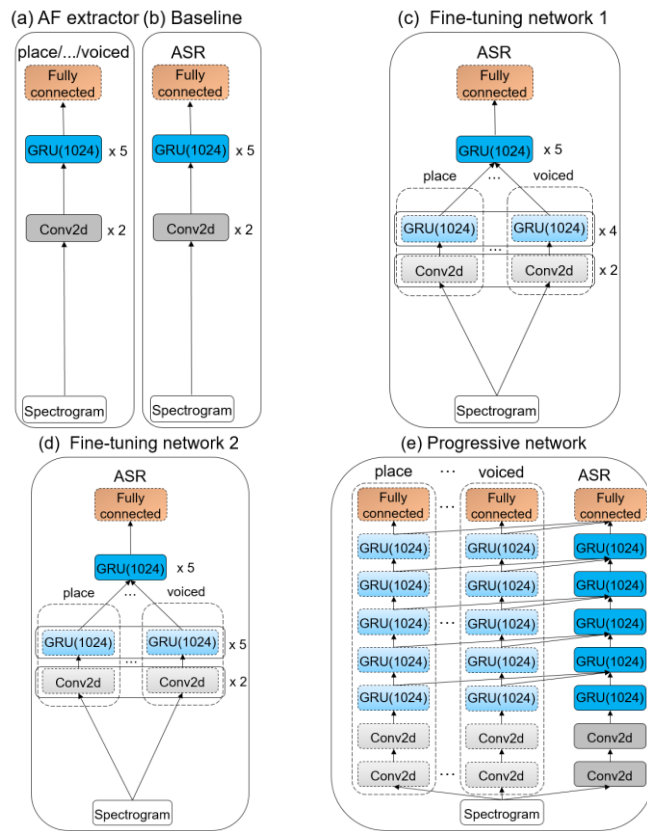 (a) AF extractor
place/.../voiced
Fully
connected
GRU(1024)
x 5
Conv2d
x 2
Spectrogram
(b) Baseline
ASR
Fully
connected
GRU(1024)
x 5
Conv2d
x 2
Spectrogram
(c) Fine-tuning network 1
ASR
Fully
connected
GRU(1024)
x 5
place ... voiced
GRU(1024) GRU(1024) x 4
...
Conv2d Conv2d x 2
Spectrogram
(d) Fine-tuning network 2
ASR
Fully
connected
GRU(1024) x 5
place ... voiced
GRU(1024) GRU(1024) x 5
...
Conv2d Conv2d x 2
Spectrogram
(e) Progressive network
place ... voiced ASR
Fully Fully Fully
connected ... connected connected
GRU(1024) GRU(1024) GRU(1024)
GRU(1024) GRU(1024) GRU(1024)
GRU(1024) ... GRU(1024) GRU(1024)
GRU(1024) GRU(1024) GRU(1024)
GRU(1024) GRU(1024) GRU(1024)
Conv2d Conv2d Conv2d
Conv2d ... Conv2d Conv2d
Spectrogram